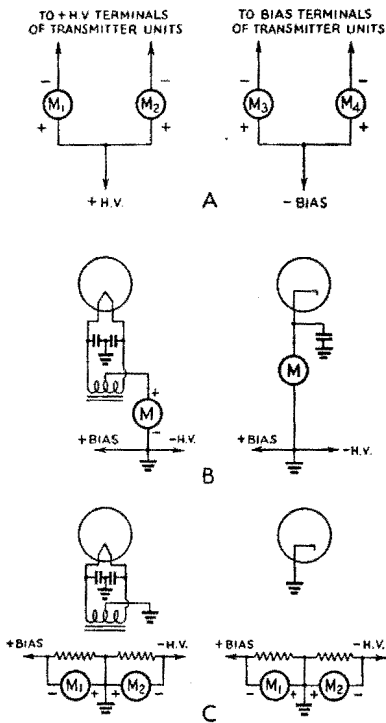 TO + H.V TERMINALS
OF TRANSMITTER UNITS
TO BIAS TERMINALS
OF TRANSMITTER UNITS
− −
M1 M2
+ +
− −
M3 M4
+ +
+ H.V.
A
− BIAS
+
M
−
+BIAS
−H.V.
M
+BIAS
−H.V.
B
+BIAS
−H.V.
− M1 + + M2 −
+BIAS
−H.V.
− M1 + + M2 −
C